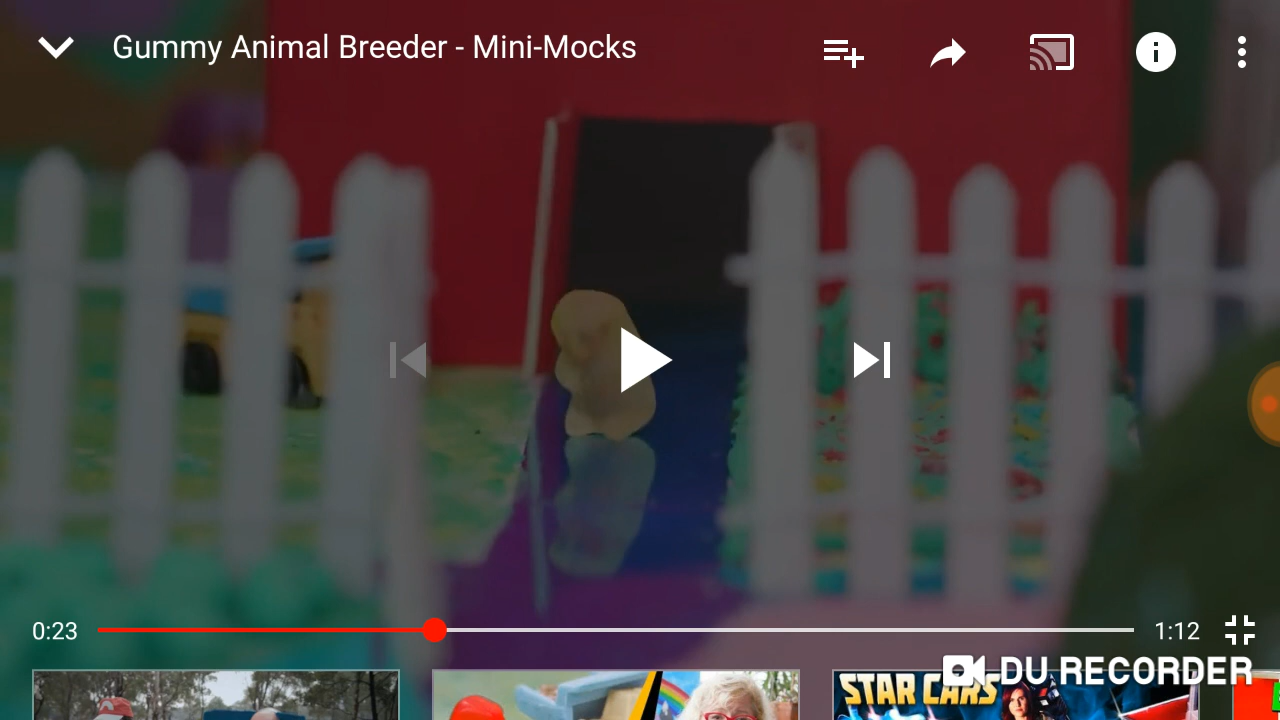 Gummy Animal Breeder - Mini-Mocks
0:23
1:12
DU RECORDER
STAR CARS